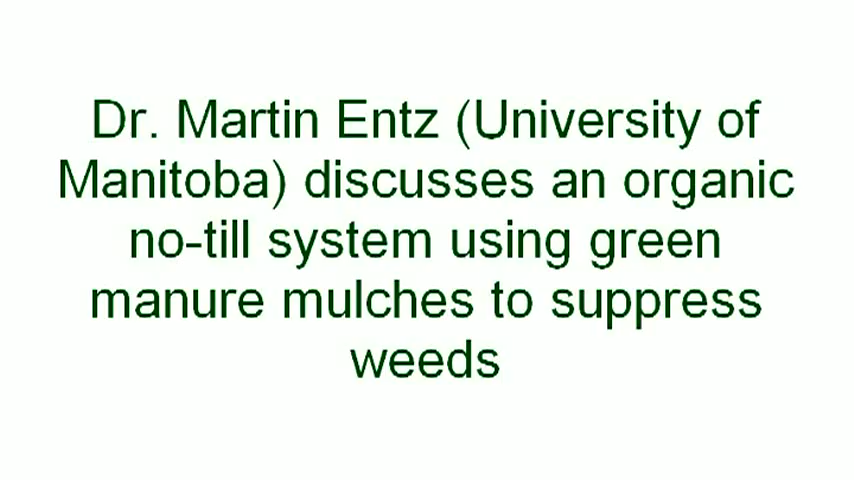 Dr. Martin Entz (University of
Manitoba) discusses an organic
no-till system using green
manure mulches to suppress
weeds